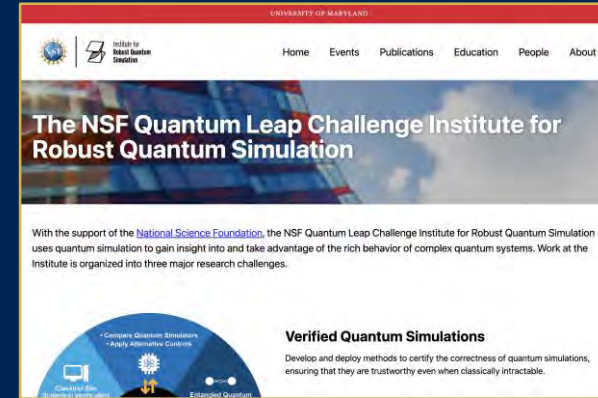 UNIVERSITY OF MARYLAND
NSF
Institute for
Robust Quantum
Simulation
Home Events Publications Education People About
The NSF Quantum Leap Challenge Institute for
Robust Quantum Simulation
With the support of the National Science Foundation, the NSF Quantum Leap Challenge Institute for Robust Quantum Simulation
uses quantum simulation to gain insight into and take advantage of the rich behavior of complex quantum systems. Work at the
Institute is organized into three major research challenges.
• Compare Quantum Simulators
• Apply Alternative Controls
Classical Sim
Statistical Verification
Entangled Quantum
Verified Quantum Simulations
Develop and deploy methods to certify the correctness of quantum simulations,
ensuring that they are trustworthy even when classically intractable.